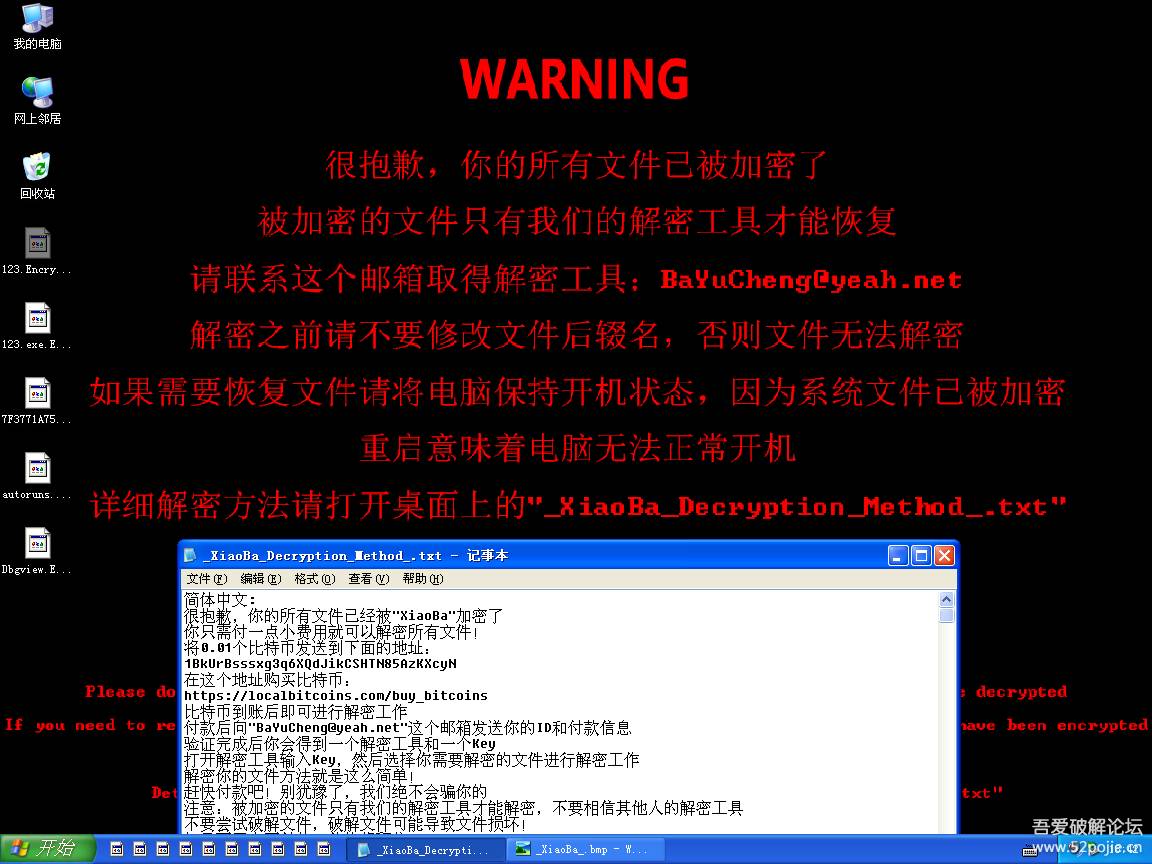 我的电脑
网上邻居
回收站
123.Encry...
123.exe.E...
7F3771A75...
autoruns....
Dbgview.E...
WARNING
很抱歉，你的所有文件已被加密了
被加密的文件只有我们的解密工具才能恢复
请联系这个邮箱取得解密工具：BaYuCheng@yeah.net
解密之前请不要修改文件后辍名，否则文件无法解密
如果需要恢复文件请将电脑保持开机状态，因为系统文件已被加密
重启意味着电脑无法正常开机
详细解密方法请打开桌面上的"_XiaoBa_Decryption_Method_.txt"
_XiaoBa_Decryption_Method_.txt - 记事本
文件(F) 编辑(E) 格式(O) 查看(V) 帮助(H)
简体中文：
很抱歉，你的所有文件已经被"XiaoBa"加密了
你只需付一点小费用就可以解密所有文件！
将0.01个比特币发送到下面的地址：
1BkUrBsssxg3q6XQdJikCSHTN85AzKXcyN
在这个地址购买比特币：
https://localbitcoins.com/buy_bitcoins
比特币到账后即可进行解密工作
付款后向"BaYuCheng@yeah.net"这个邮箱发送你的ID和付款信息
验证完成后你会得到一个解密工具和一个Key
打开解密工具输入Key，然后选择你需要解密的文件进行解密工作
解密你的文件方法就是这么简单！
赶快付款吧！别犹豫了，我们绝不会骗你的
注意：被加密的文件只有我们的解密工具才能解密，不要相信其他人的解密工具
不要尝试破解文件，破解文件可能导致文件损坏！
Please do decrypted
If you need to re have been encrypted
txt"
开始
_XiaoBa_Decrypti...
_XiaoBa_.bmp - W...
吾爱破解论坛
www.52pojie.cn